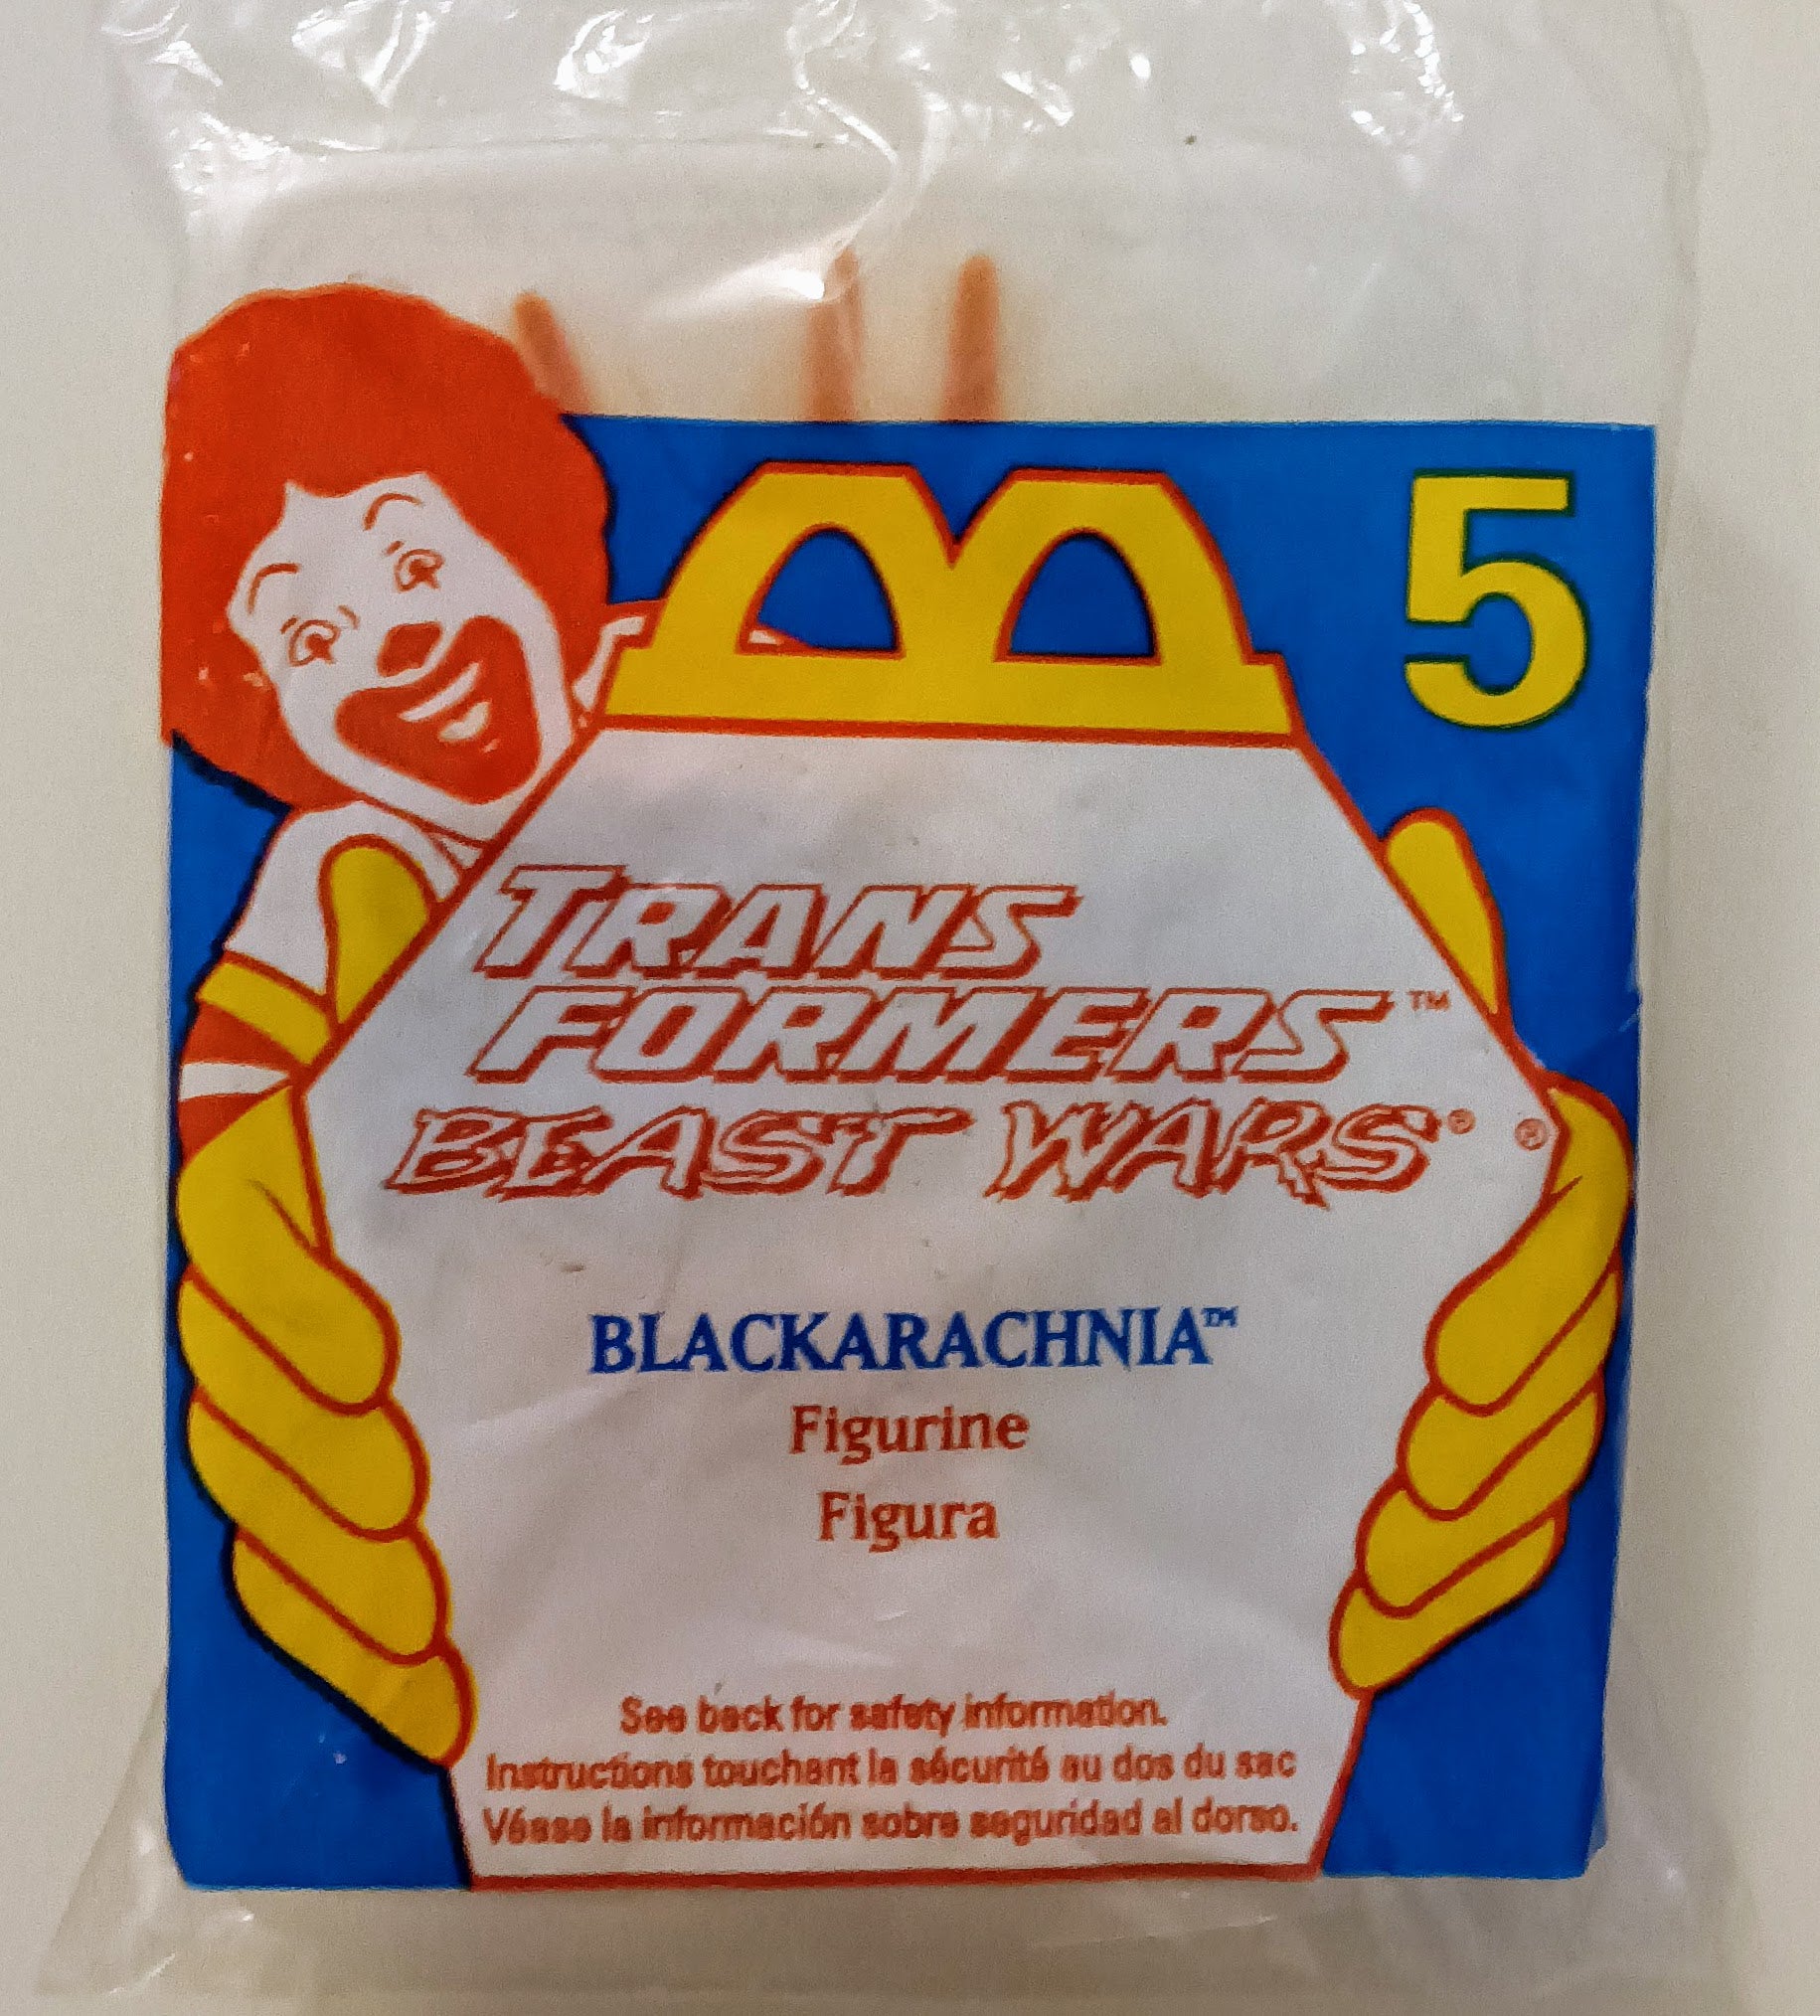 5
TRANS
FORMERS™
BEAST WARS® ®
BLACKARACHNIA™
Figurine
Figura
See back for safety information.
Instructions touchant la sécurité au dos du sac
Véase la información sobre seguridad al dorso.